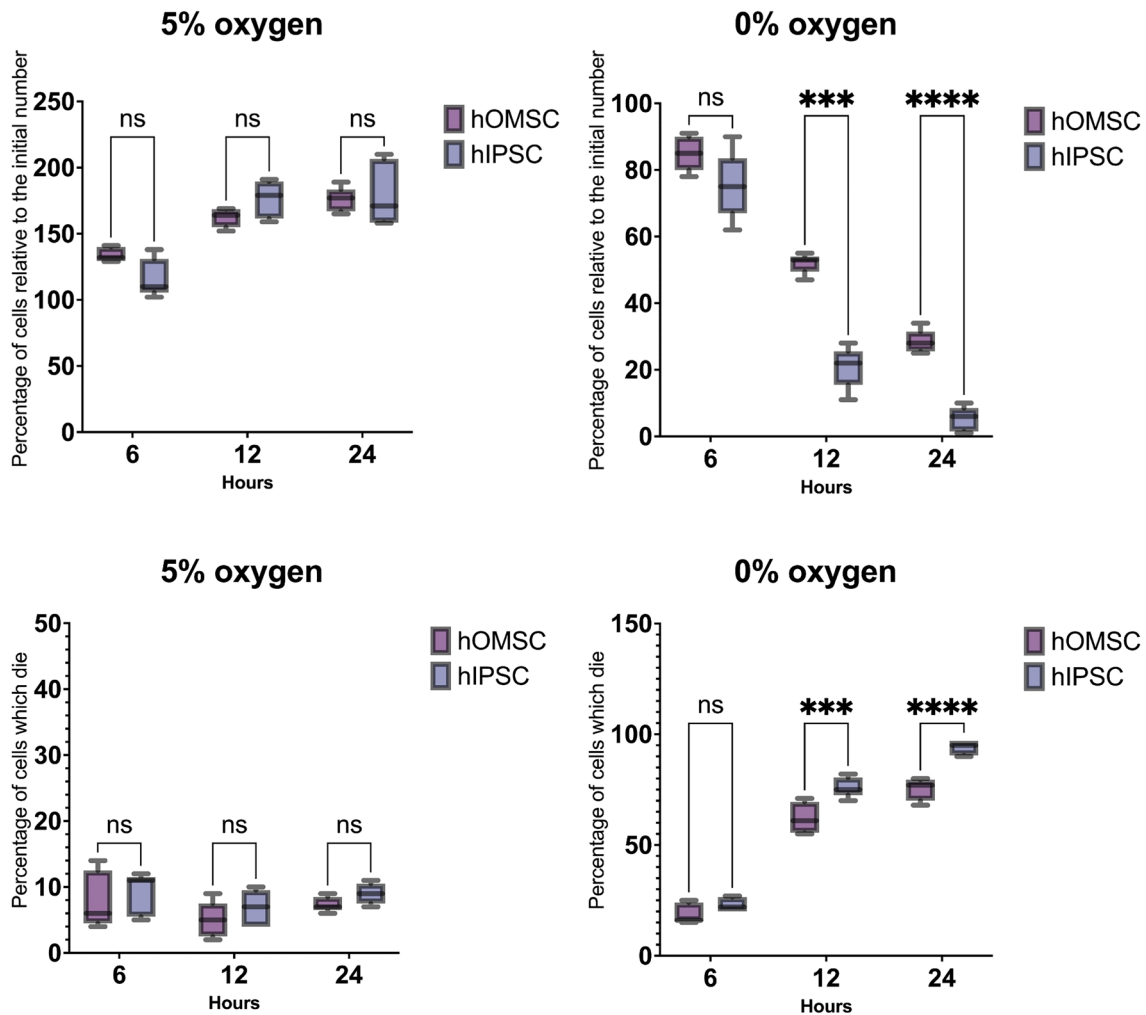 5% oxygen
Percentage of cells relative to the initial number
250
200
150
100
50
0
ns
ns
ns
hOMSC
hIPSC
6
12
24
Hours
0% oxygen
Percentage of cells relative to the initial number
100
80
60
40
20
0
ns
***
****
hOMSC
hIPSC
6
12
24
Hours
5% oxygen
Percentage of cells which die
50
40
30
20
10
0
ns
ns
ns
hOMSC
hIPSC
6
12
24
Hours
0% oxygen
Percentage of cells which die
150
100
50
0
ns
***
****
hOMSC
hIPSC
6
12
24
Hours